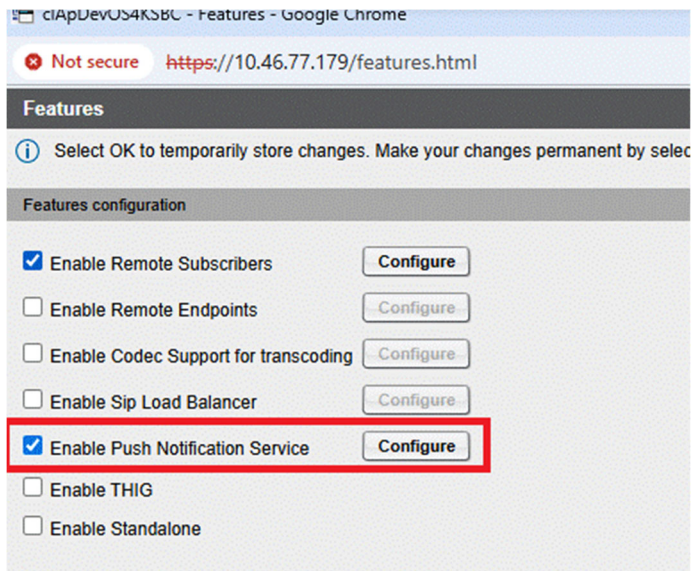 clApDevOS4KSBC - Features - Google Chrome
Not secure https://10.46.77.179/features.html
Features
Select OK to temporarily store changes. Make your changes permanent by selec
Features configuration
Enable Remote Subscribers Configure
Enable Remote Endpoints Configure
Enable Codec Support for transcoding Configure
Enable Sip Load Balancer Configure
Enable Push Notification Service Configure
Enable THIG
Enable Standalone